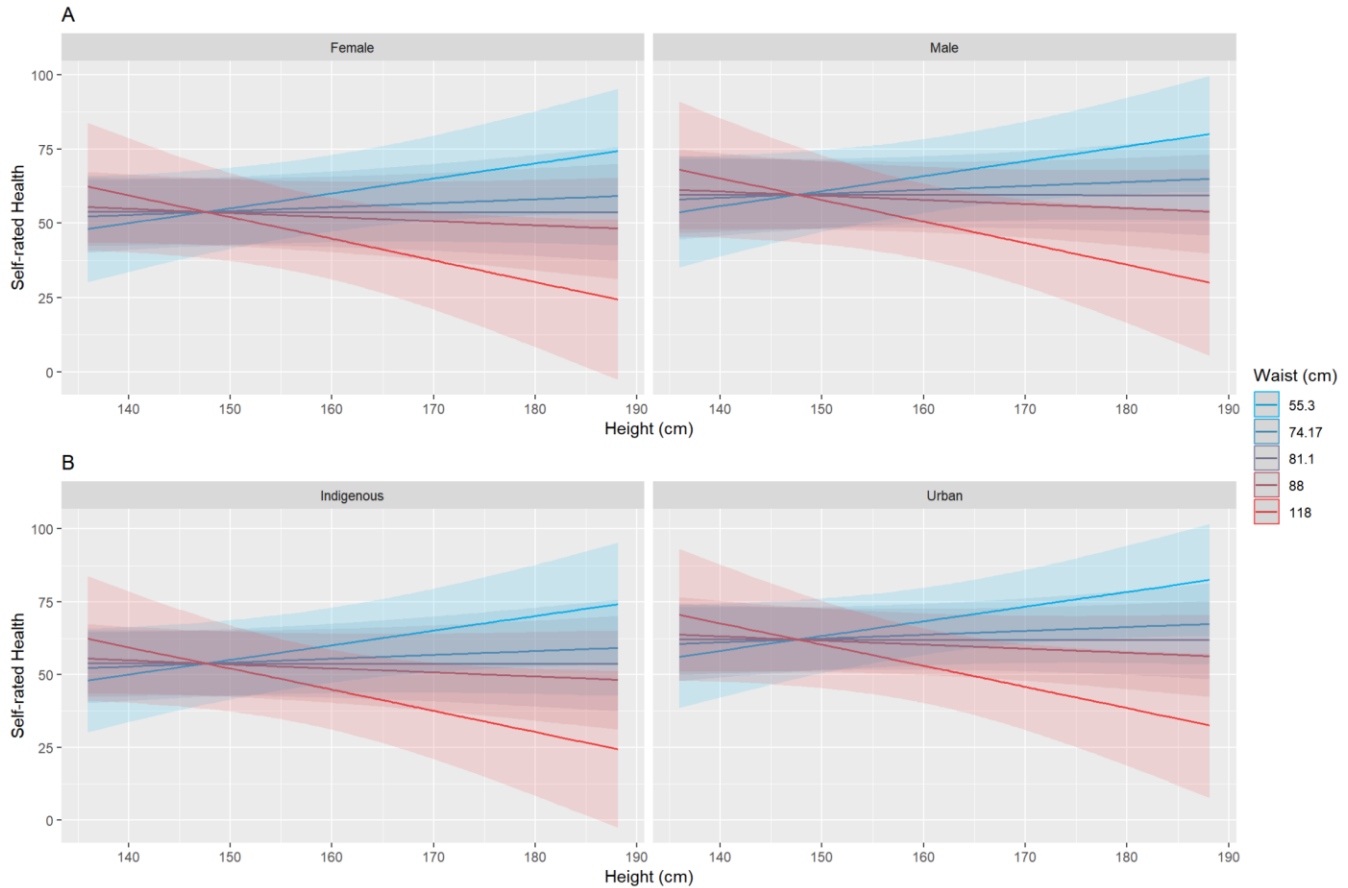 A
Female
Male
100
75
50
25
0
Self-rated Health
140 150 160 170 180 190
140 150 160 170 180 190
Height (cm)
B
Indigenous
Urban
100
75
50
25
0
Self-rated Health
140 150 160 170 180 190
140 150 160 170 180 190
Height (cm)
Waist (cm)
55.3
74.17
81.1
88
118